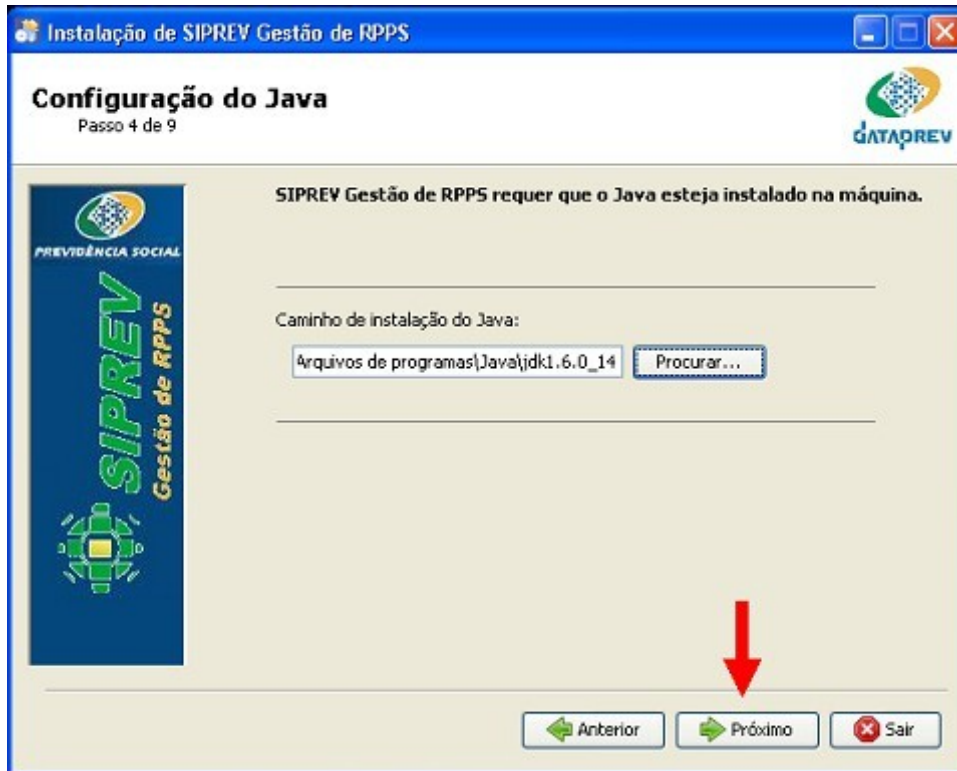 Instalação de SIPREV Gestão de RPPS
Configuração do Java
Passo 4 de 9
DATAPREV
PREVIDÊNCIA SOCIAL
SIPREV
Gestão de RPPS
SIPREV Gestão de RPPS requer que o Java esteja instalado na máquina.
Caminho de instalação do Java:
Arquivos de programas\Java\jdk1.6.0_14
Procurar...
Anterior
Próximo
Sair